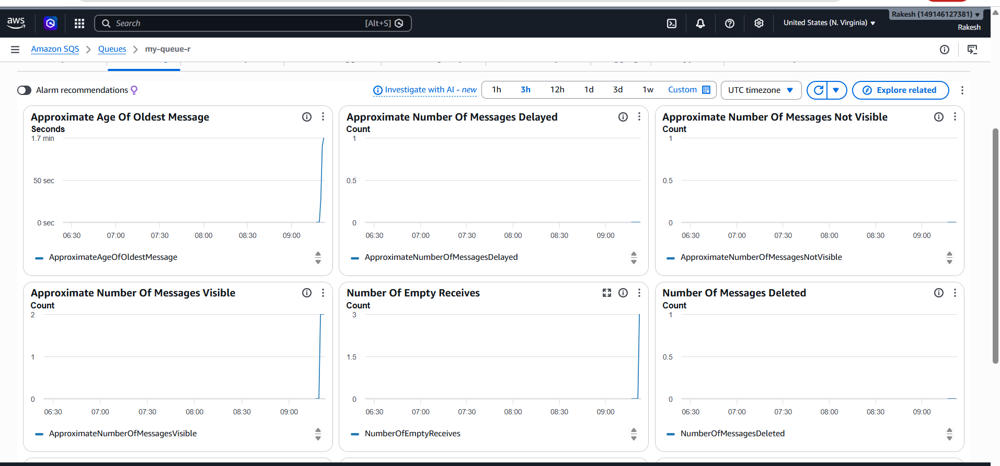 aws
Search
[Alt+S]
United States (N. Virginia)
Rakesh (149146127381)
Rakesh
Amazon SQS
Queues
my-queue-r
Alarm recommendations
Investigate with AI - new
1h
3h
12h
1d
3d
1w
Custom
UTC timezone
Explore related
Approximate Age Of Oldest Message
Seconds
1.7 min
50 sec
0 sec
06:30 07:00 07:30 08:00 08:30 09:00
ApproximateAgeOfOldestMessage
Approximate Number Of Messages Delayed
Count
1
0.5
0
06:30 07:00 07:30 08:00 08:30 09:00
ApproximateNumberOfMessagesDelayed
Approximate Number Of Messages Not Visible
Count
1
0.5
0
06:30 07:00 07:30 08:00 08:30 09:00
ApproximateNumberOfMessagesNotVisible
Approximate Number Of Messages Visible
Count
2
1
0
06:30 07:00 07:30 08:00 08:30 09:00
ApproximateNumberOfMessagesVisible
Number Of Empty Receives
Count
3
1.5
0
06:30 07:00 07:30 08:00 08:30 09:00
NumberOfEmptyReceives
Number Of Messages Deleted
Count
1
0.5
0
06:30 07:00 07:30 08:00 08:30 09:00
NumberOfMessagesDeleted